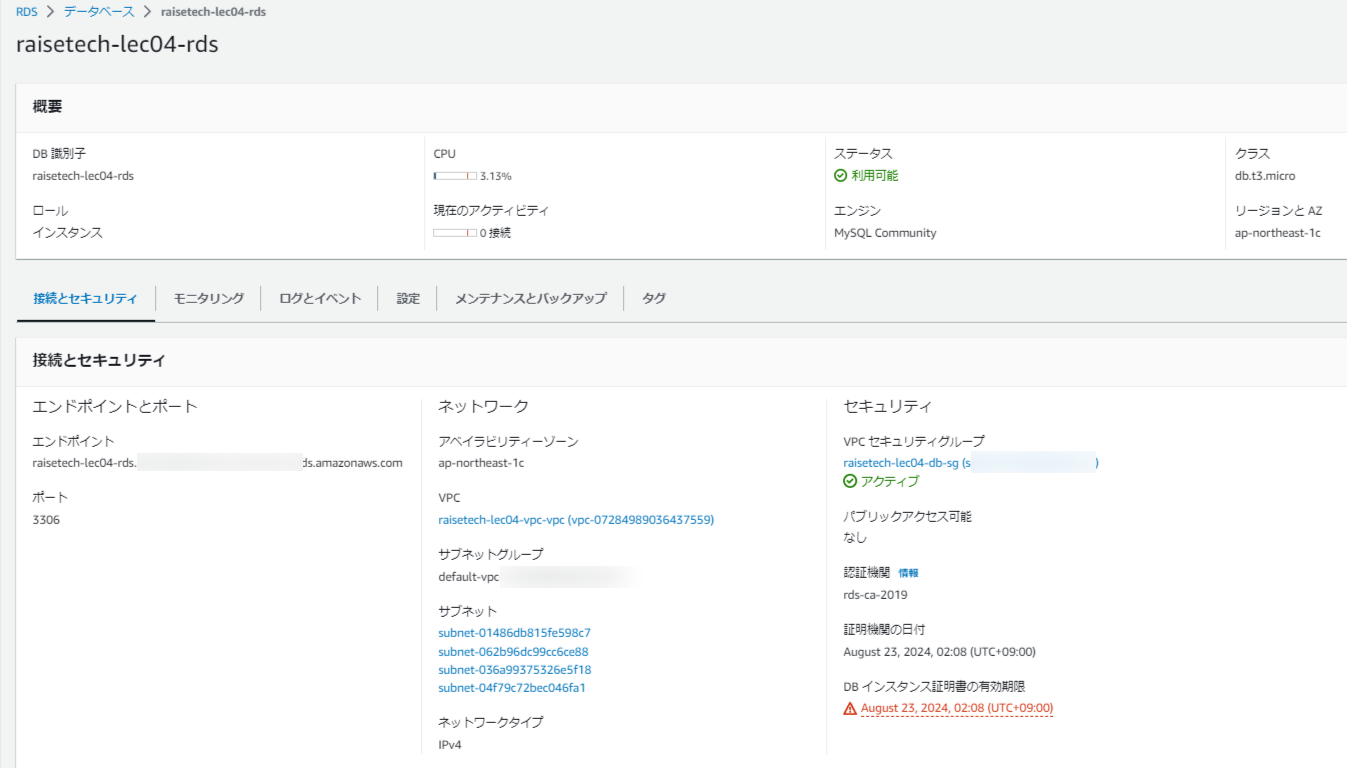 RDS > データベース > raisetech-lec04-rds
raisetech-lec04-rds
概要
DB 識別子
raisetech-lec04-rds
ロール
インスタンス
CPU
3.13%
現在のアクティビティ
0 接続
ステータス
利用可能
エンジン
MySQL Community
クラス
db.t3.micro
リージョンと AZ
ap-northeast-1c
接続とセキュリティ
モニタリング
ログとイベント
設定
メンテナンスとバックアップ
タグ
接続とセキュリティ
エンドポイントとポート
エンドポイント
raisetech-lec04-rds. ds.amazonaws.com
ポート
3306
ネットワーク
アベイラビリティーゾーン
ap-northeast-1c
VPC
raisetech-lec04-vpc-vpc (vpc-07284989036437559)
サブネットグループ
default-vpc
サブネット
subnet-01486db815fe598c7
subnet-062b96dc99cc6ce88
subnet-036a99375326e5f18
subnet-04f79c72bec046fa1
ネットワークタイプ
IPv4
セキュリティ
VPC セキュリティグループ
raisetech-lec04-db-sg (s )
アクティブ
パブリックアクセス可能
なし
認証機関 情報
rds-ca-2019
証明機関の日付
August 23, 2024, 02:08 (UTC+09:00)
DB インスタンス証明書の有効期限
August 23, 2024, 02:08 (UTC+09:00)